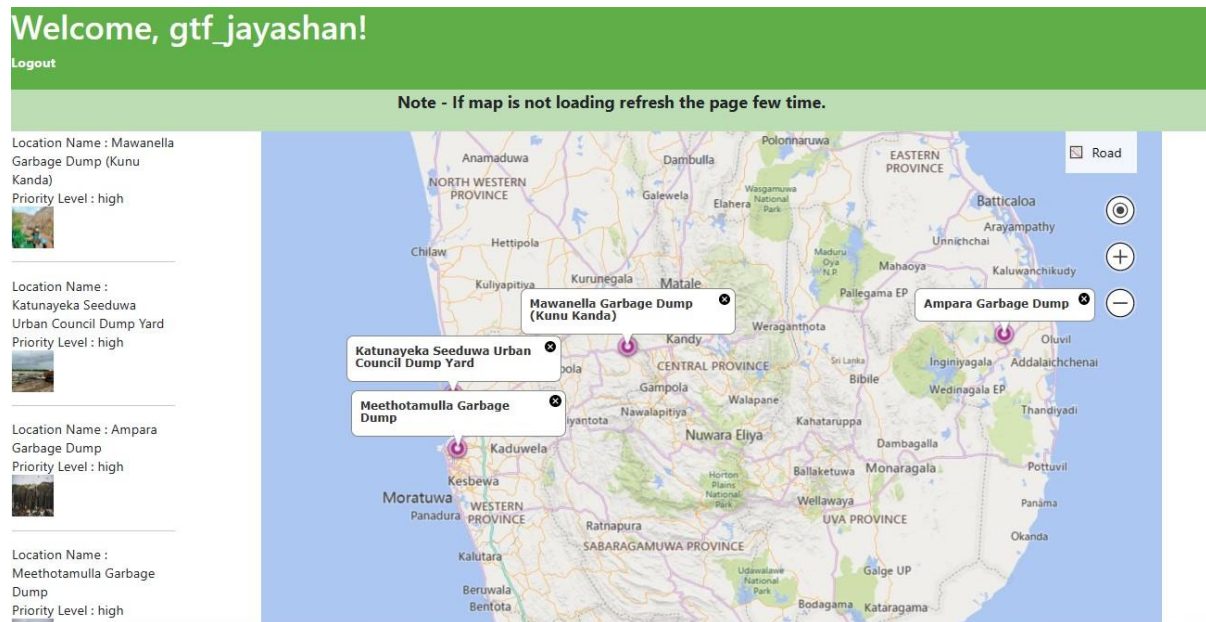 Welcome, gtf_jayashan!
Logout
Note - If map is not loading refresh the page few time.
Location Name : Mawanella
Garbage Dump (Kunu
Kanda)
Priority Level : high
Location Name :
Katunayeka Seeduwa
Urban Council Dump Yard
Priority Level : high
Location Name : Ampara
Garbage Dump
Priority Level : high
Location Name :
Meethotamulla Garbage
Dump
Priority Level : high
Road
Polonnaruwa
Anamaduwa
Dambulla
EASTERN
PROVINCE
NORTH WESTERN
PROVINCE
Galewela
Elahera
Wasgamuwa
National
Park
Batticaloa
Arayampathy
Unnichchai
Hettipola
Chilaw
Maduru
Oya
N.P.
Mahaoya
Kaluwanchikudy
Kuliyapitiya
Kurunegala
Matale
Pallegama EP
Mawanella Garbage Dump
(Kunu Kanda)
Ampara Garbage Dump
Weraganthota
Kandy
Oluvil
Katunayeka Seeduwa Urban
Council Dump Yard
pola
CENTRAL PROVINCE
Sri Lanka
Inginiyagala
Addalaichchenai
Bibile
Gampola
Wedinagala EP
Meethotamulla Garbage
Dump
Walapane
iyantota
Nawalapitiya
Kahataruppa
Thandiyadi
Nuwara Eliya
Kaduwela
Dambagalla
Kesbewa
Horton
Plains
National
Park
Ballaketuwa
Monaragala
Pottuvil
Moratuwa
WESTERN
PROVINCE
Panadura
Wellawaya
Panama
UVA PROVINCE
Ratnapura
Okanda
SABARAGAMUWA PROVINCE
Kalutara
Udawalawe
National
Park
Galge UP
Beruwala
Bentota
Bodagama
Kataragama